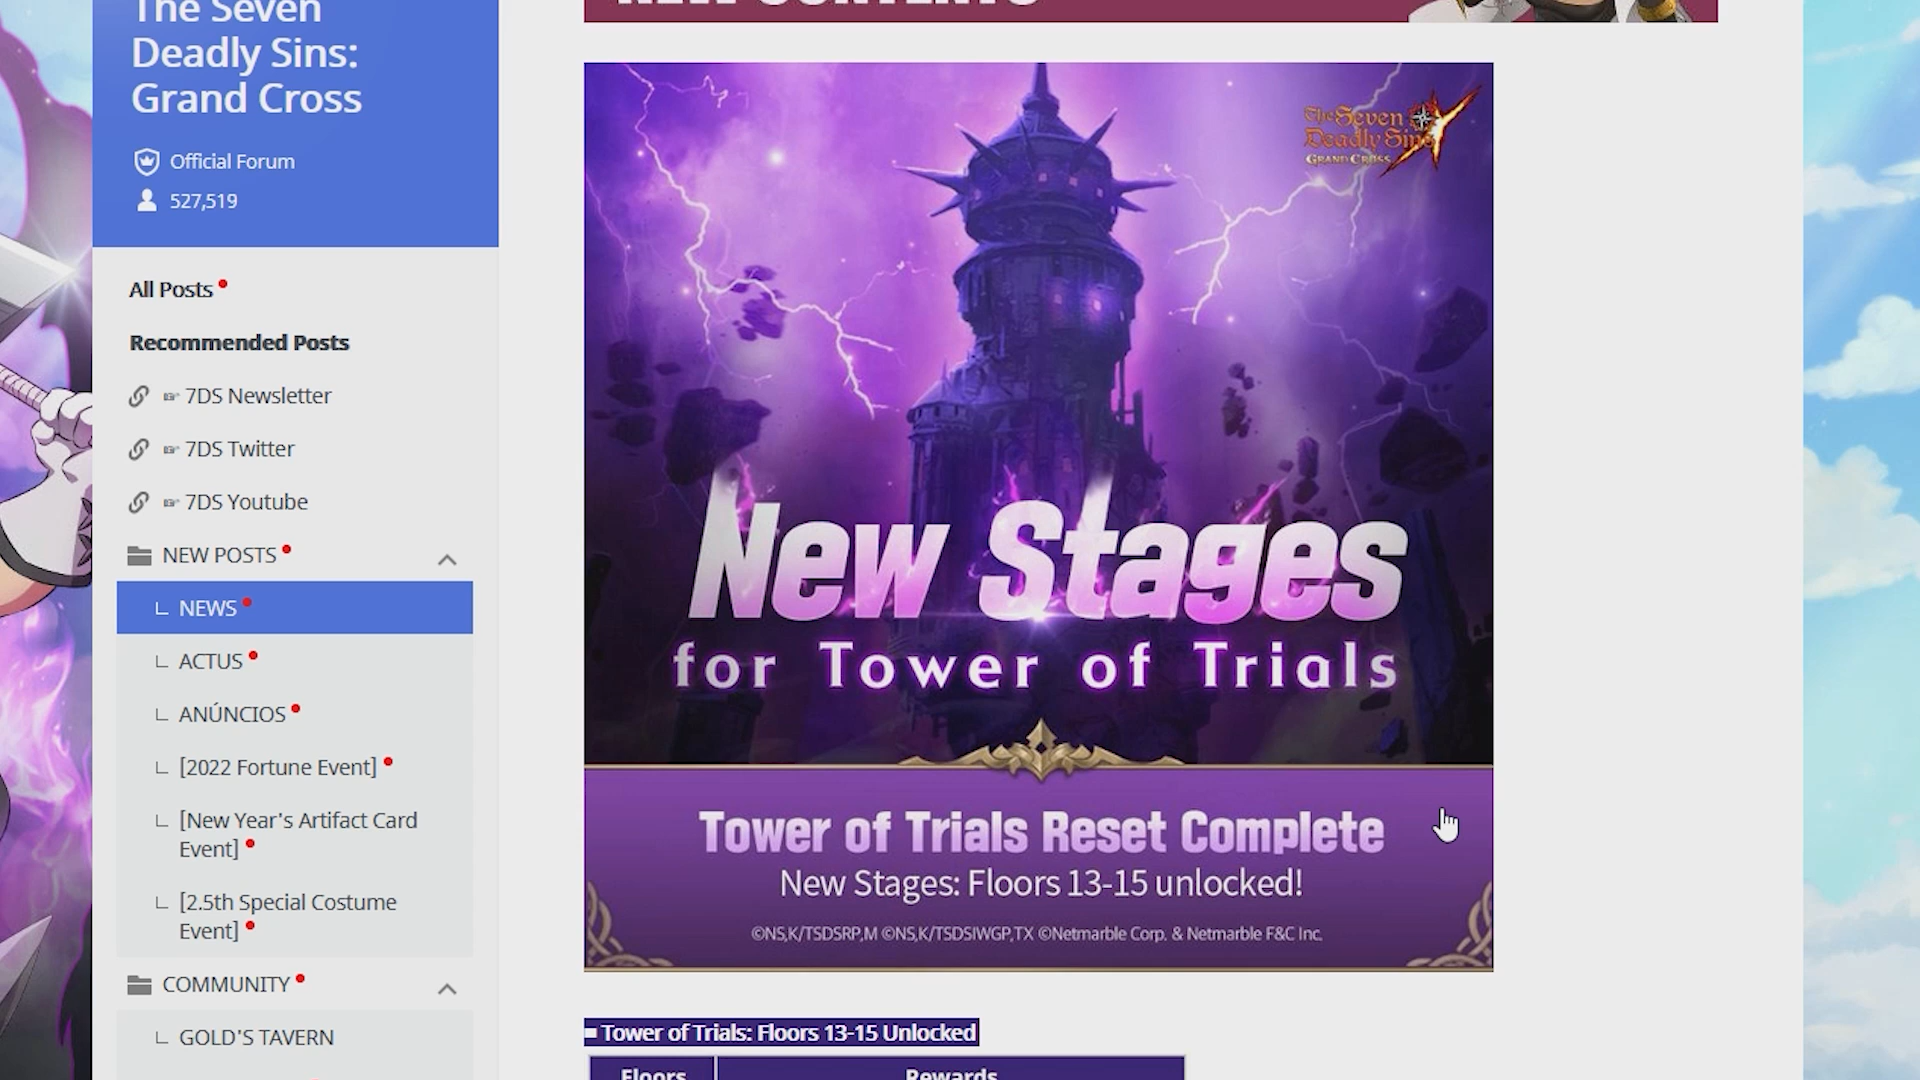 The Seven
Deadly Sins:
Grand Cross
Official Forum
527,519
All Posts
Recommended Posts
☞ 7DS Newsletter
☞ 7DS Twitter
☞ 7DS Youtube
NEW POSTS
NEWS
ACTUS
ANÚNCIOS
[2022 Fortune Event]
[New Year's Artifact Card
Event]
[2.5th Special Costume
Event]
COMMUNITY
GOLD'S TAVERN
NEW CONTENTS
The Seven
Deadly Sins
GRAND CROSS
New Stages
for Tower of Trials
Tower of Trials Reset Complete
New Stages: Floors 13-15 unlocked!
©NS,K/TSDSRP,M ©NS,K/TSDSIWGP,TX ©Netmarble Corp. & Netmarble F&C Inc.
■ Tower of Trials: Floors 13-15 Unlocked
Floors Rewards